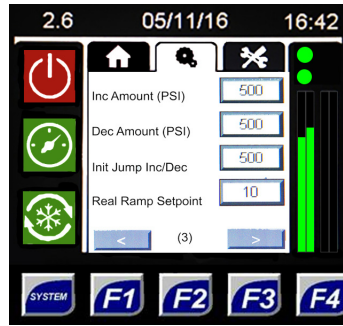 2.6 05/11/16 16:42
Inc Amount (PSI) 500
Dec Amount (PSI) 500
Init Jump Inc/Dec 500
Real Ramp Setpoint 10
< (3) >
SYSTEM F1 F2 F3 F4